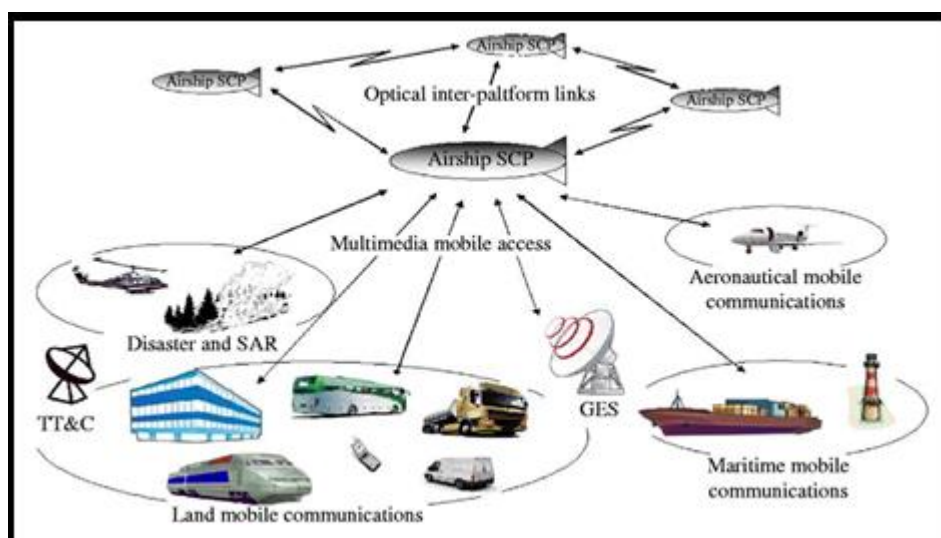 Airship SCP
Airship SCP
Airship SCP
Optical inter-paltform links
Airship SCP
Multimedia mobile access
Aeronautical mobile
communications
Disaster and SAR
TT&C
GES
Maritime mobile
communications
Land mobile communications